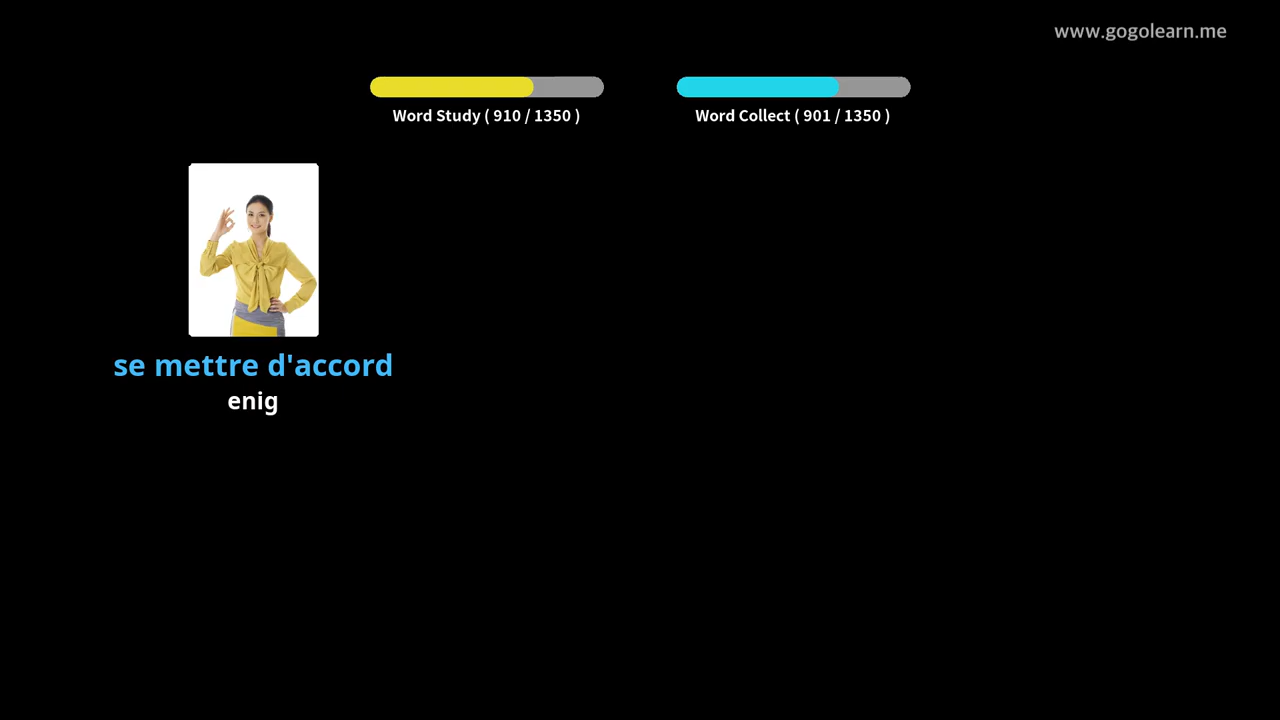 www.gogolearn.me
Word Study ( 910 / 1350 )
Word Collect ( 901 / 1350 )
se mettre d'accord
enig